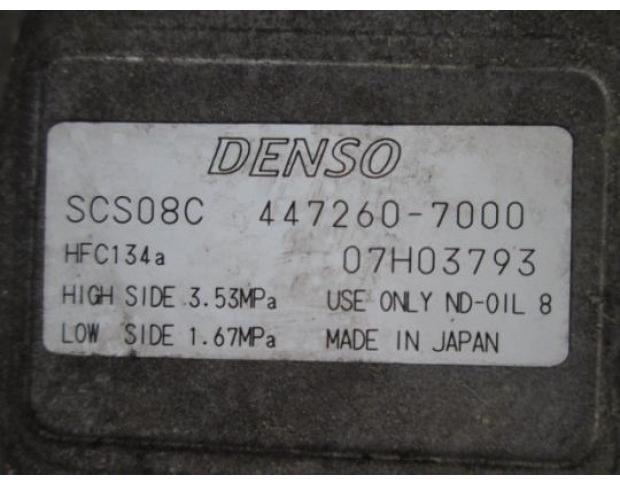 DENSO
SCS08C 447260-7000
HFC134a 07H03793
HIGH SIDE 3.53MPa USE ONLY ND-OIL 8
LOW SIDE 1.67MPa MADE IN JAPAN